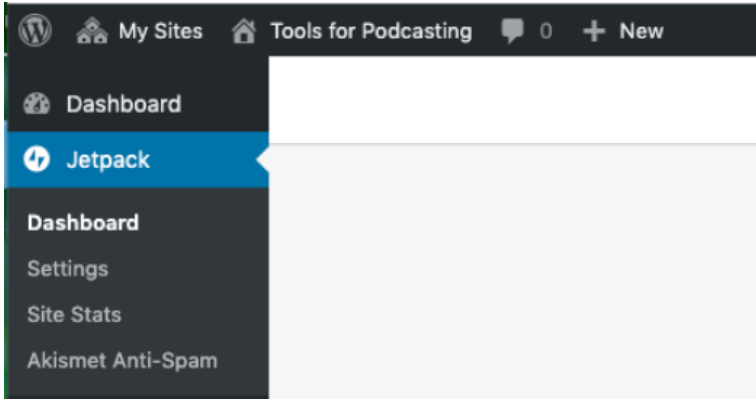 My Sites Tools for Podcasting 0 New
Dashboard
Jetpack
Dashboard
Settings
Site Stats
Akismet Anti-Spam